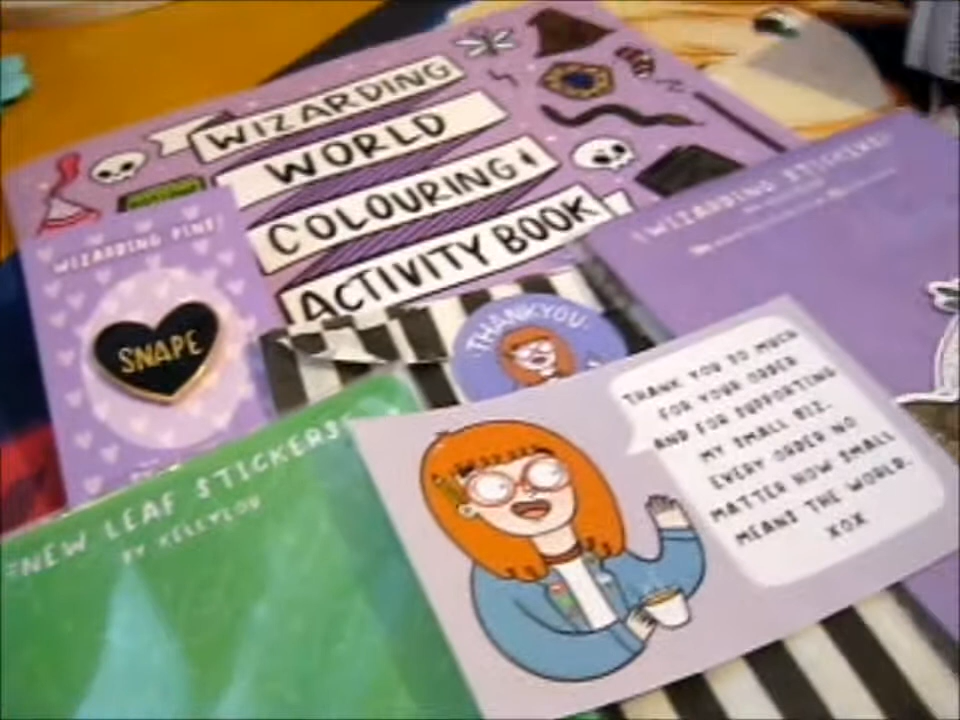 WIZARDING
WORLD
COLOURING &
ACTIVITY BOOK
WIZARDING PINS!
SNAPE
WIZARDING STICKERS!
THANKYOU
NEW LEAF STICKERS
BY KELLYLOU
THANK YOU SO MUCH
FOR YOUR ORDER
AND FOR SUPPORTING
MY SMALL BIZ.
EVERY ORDER NO
MATTER HOW SMALL
MEANS THE WORLD.
XOX